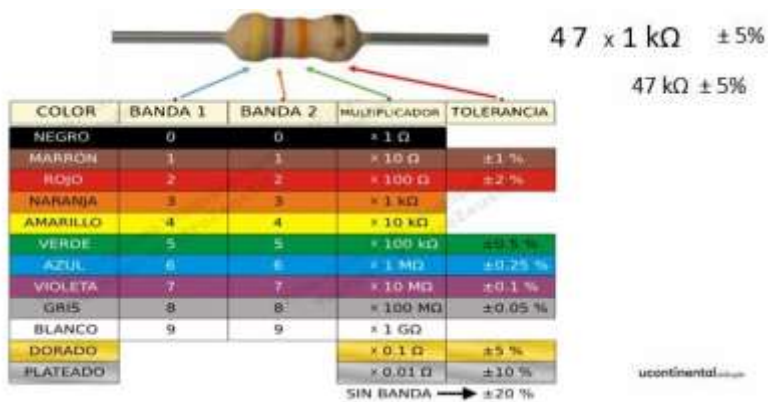 4 7 x 1 kΩ ± 5%
47 kΩ ± 5%
COLOR BANDA 1 BANDA 2 MULTIPLICADOR TOLERANCIA
NEGRO 0 0 x 1 Ω
MARRÓN 1 1 x 10 Ω ±1 %
ROJO 2 2 x 100 Ω ±2 %
NARANJA 3 3 x 1 kΩ
AMARILLO 4 4 x 10 kΩ
VERDE 5 5 x 100 kΩ ±0.5 %
AZUL 6 6 x 1 MΩ ±0.25 %
VIOLETA 7 7 x 10 MΩ ±0.1 %
GRIS 8 8 x 100 MΩ ±0.05 %
BLANCO 9 9 x 1 GΩ
DORADO x 0.1 Ω ±5 %
PLATEADO x 0.01 Ω ±10 %
SIN BANDA ±20 %
ucontinental